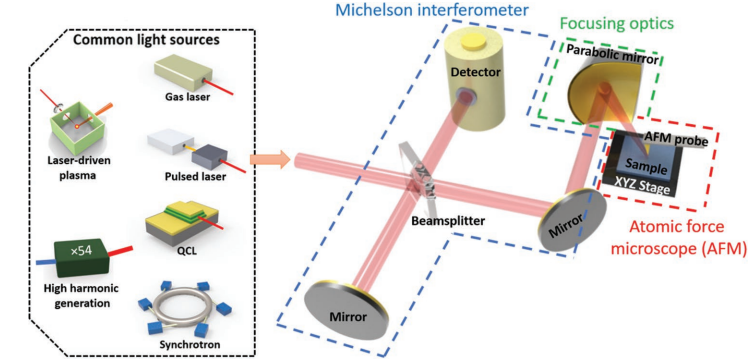 Michelson interferometer
Common light sources
Focusing optics
Parabolic mirror
Detector
Gas laser
Laser-driven
plasma
Pulsed laser
AFM probe
Sample
XYZ Stage
Beamsplitter
Mirror
Atomic force
microscope (AFM)
QCL
×54
High harmonic
generation
Mirror
Synchrotron